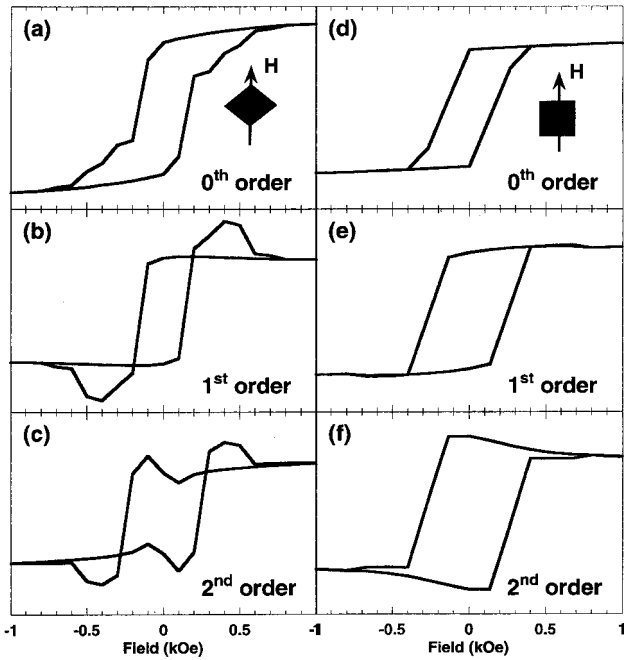 (a)
H
0th order
(b)
1st order
(c)
2nd order
-1 -0.5 0 0.5
Field (kOe)
(d)
H
0th order
(e)
1st order
(f)
2nd order
-1 -0.5 0 0.5 1
Field (kOe)